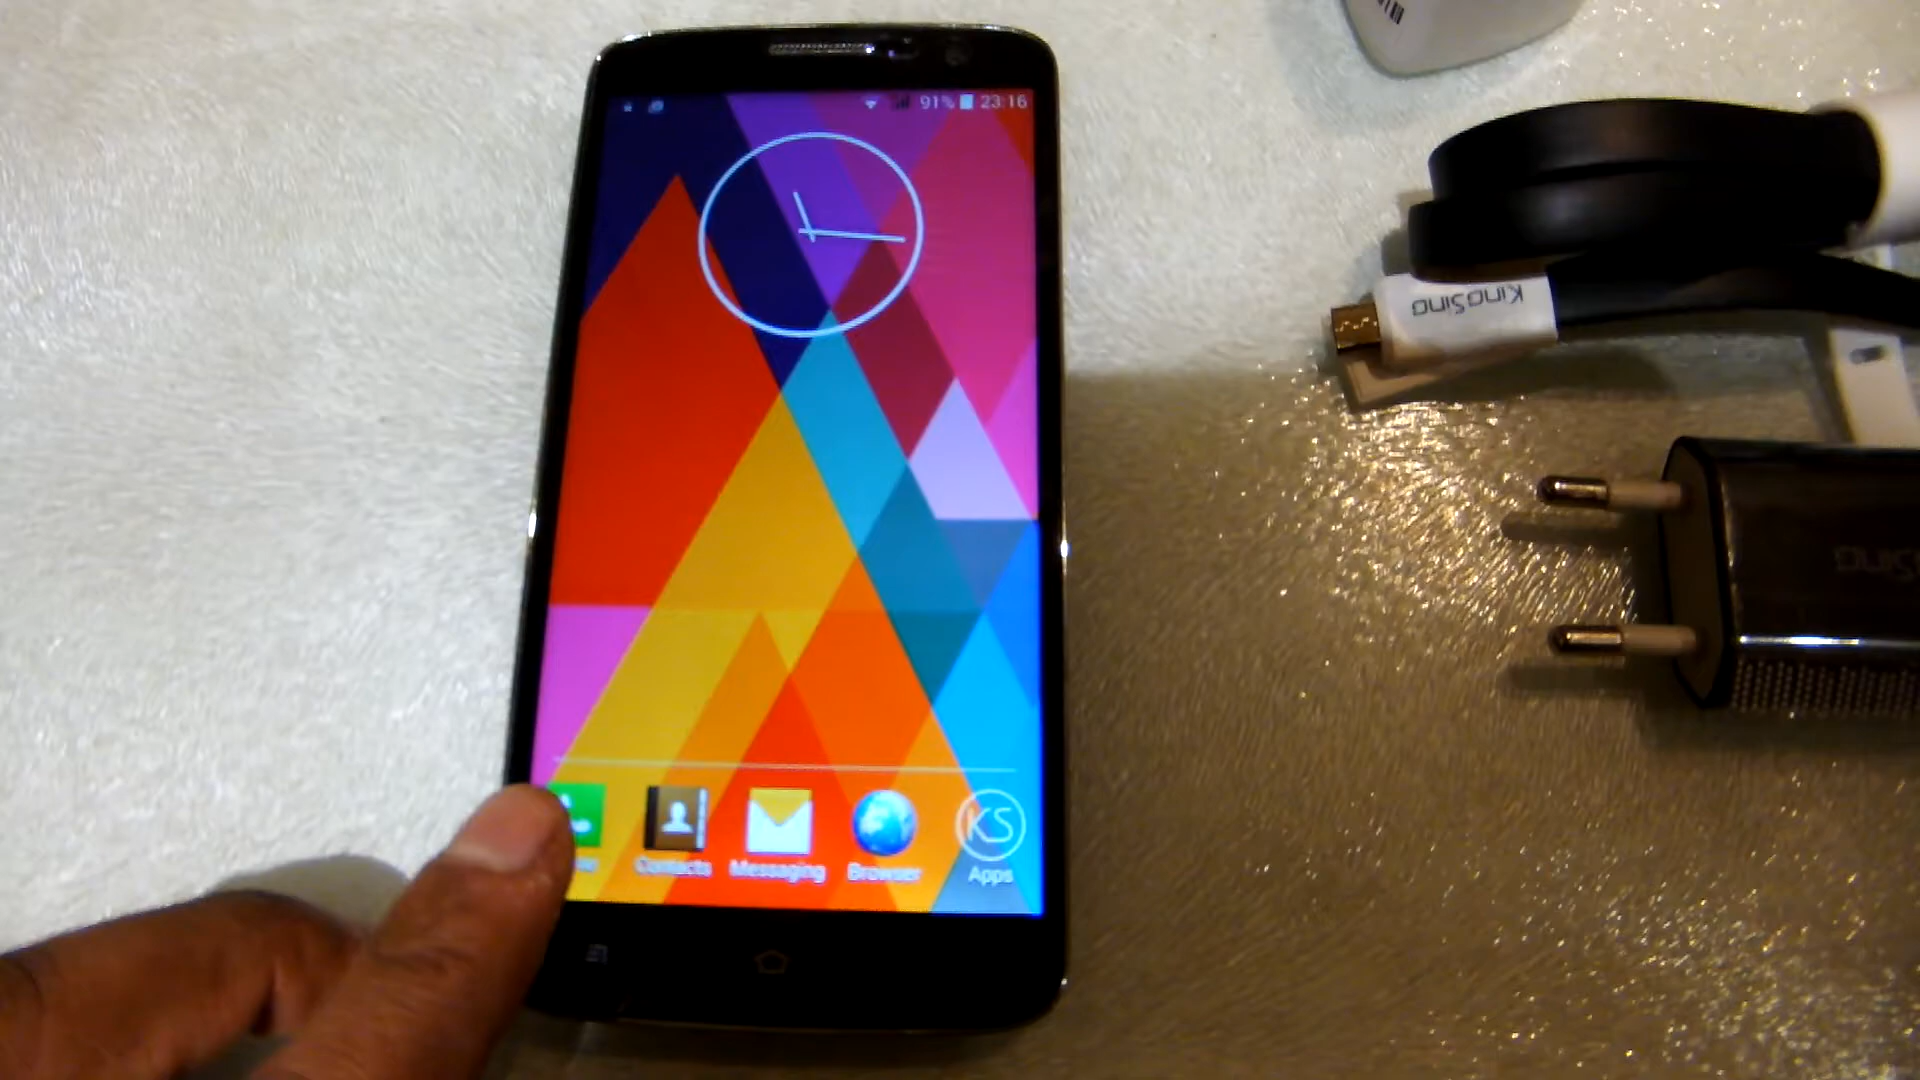 91% 23:16
KingSing
Contacts
Messaging
Browser
KS
Apps